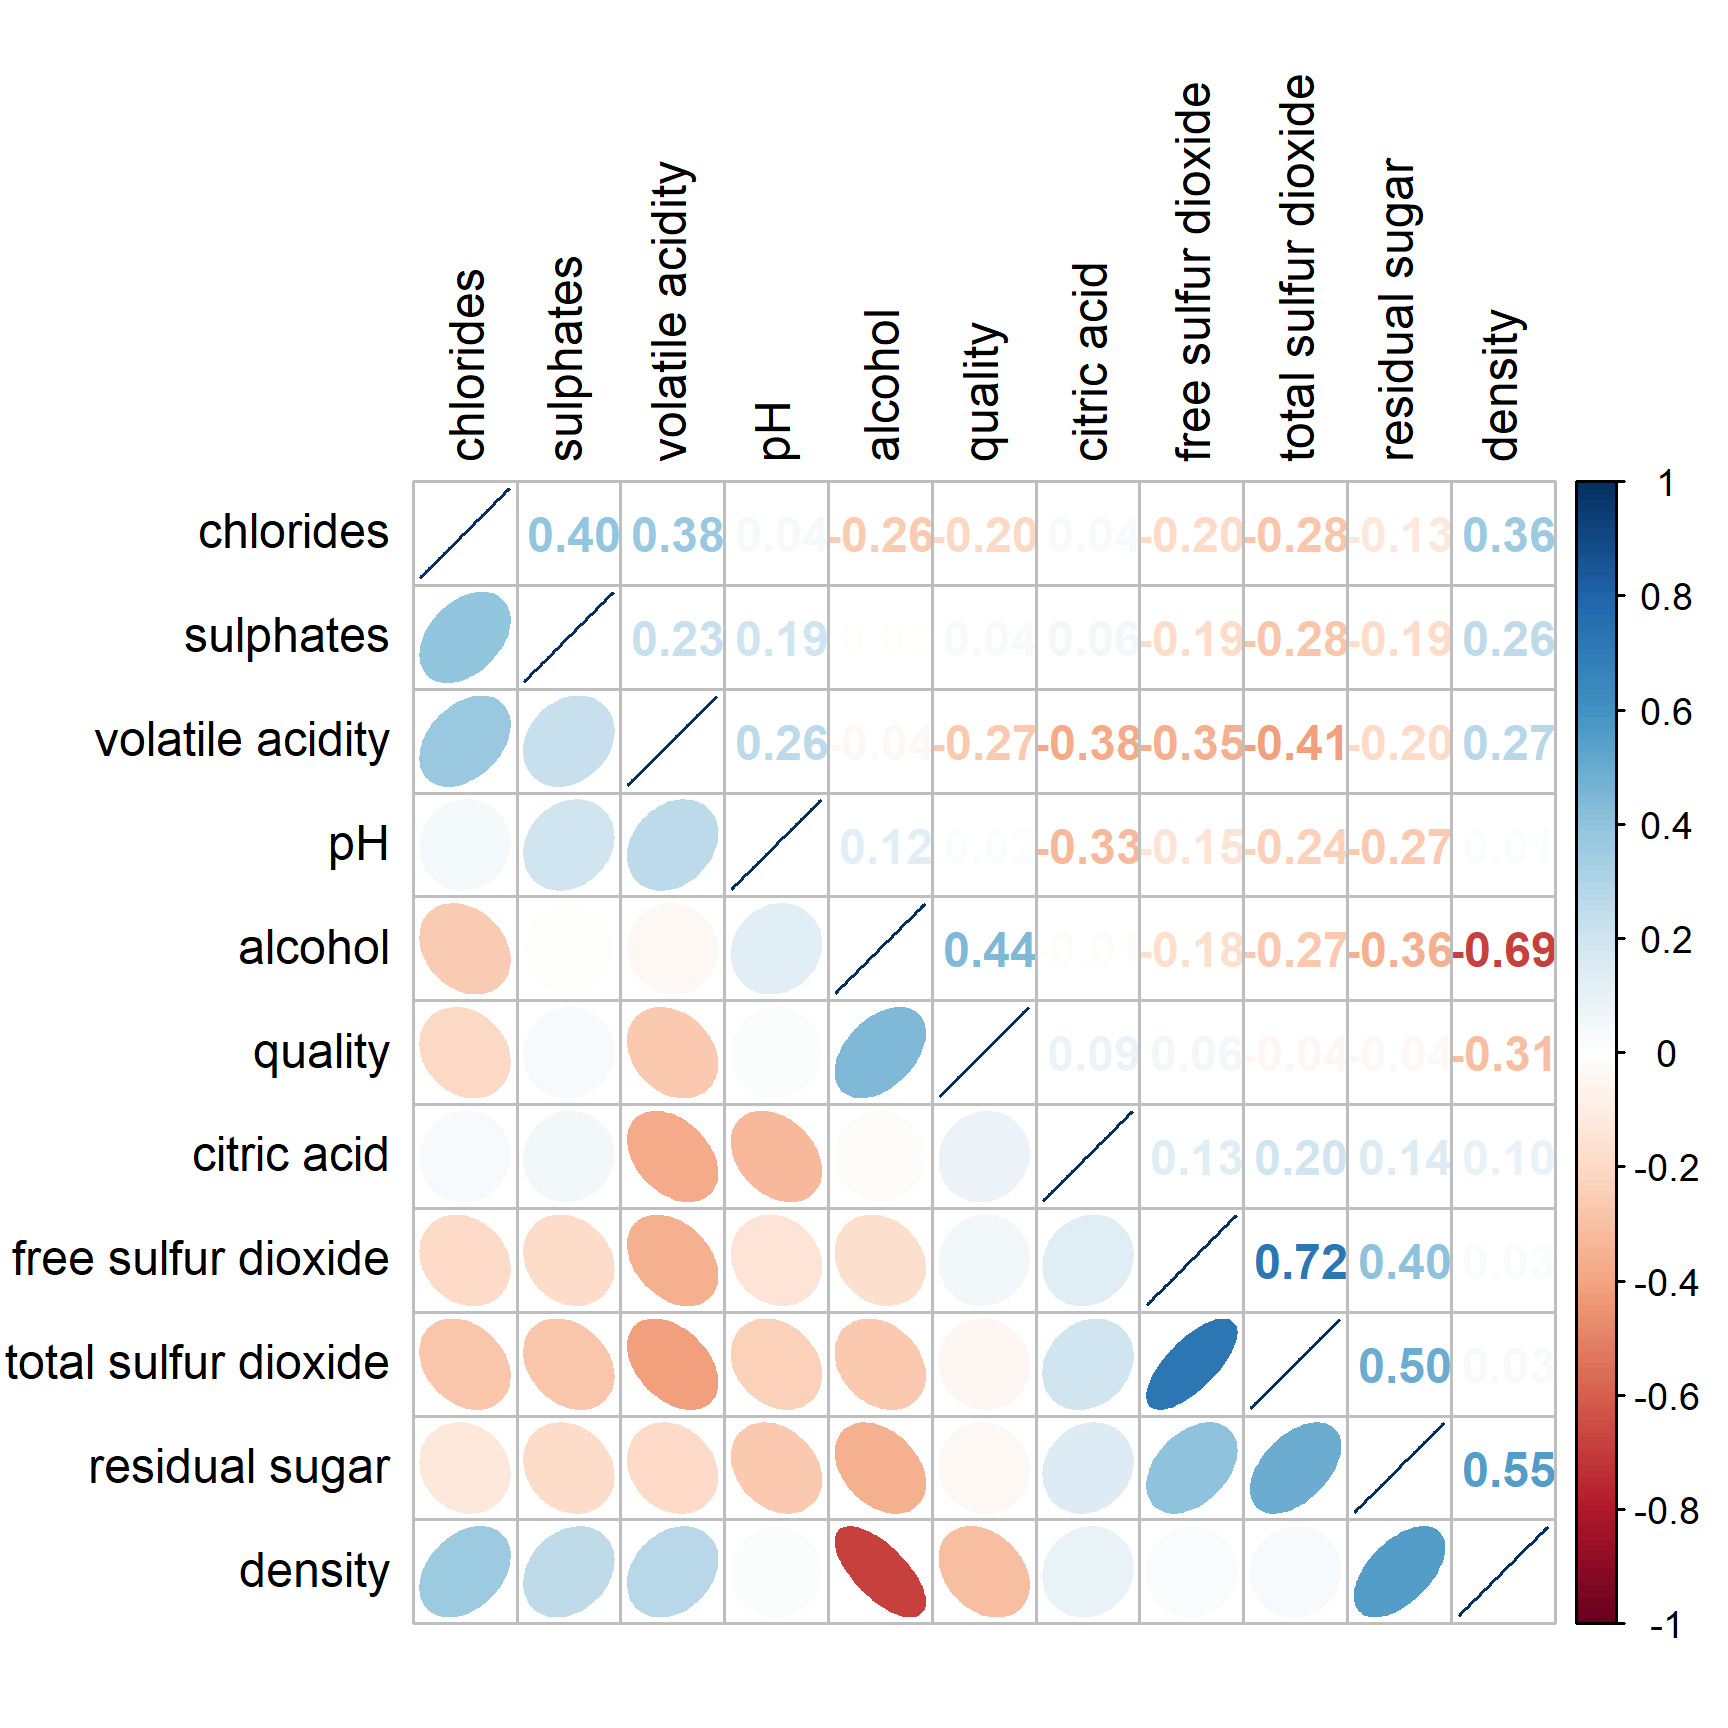 chlorides sulphates volatile acidity pH alcohol quality citric acid free sulfur dioxide total sulfur dioxide residual sugar density
chlorides 0.40 0.38 0.04 -0.26 -0.20 0.04 -0.20 -0.28 -0.13 0.36 1
sulphates 0.23 0.19 0.04 0.06 -0.19 -0.28 -0.19 0.26 0.8
volatile acidity 0.26 -0.04 -0.27 -0.38 -0.35 -0.41 -0.20 0.27 0.6
pH 0.12 0.02 -0.33 -0.15 -0.24 -0.27 0.01 0.4
alcohol 0.44 -0.18 -0.27 -0.36 -0.69 0.2
quality 0.09 0.06 -0.04 -0.04 -0.31 0
citric acid 0.13 0.20 0.14 0.10 -0.2
free sulfur dioxide 0.72 0.40 0.03 -0.4
total sulfur dioxide 0.50 0.03 -0.6
residual sugar 0.55 -0.8
density -1